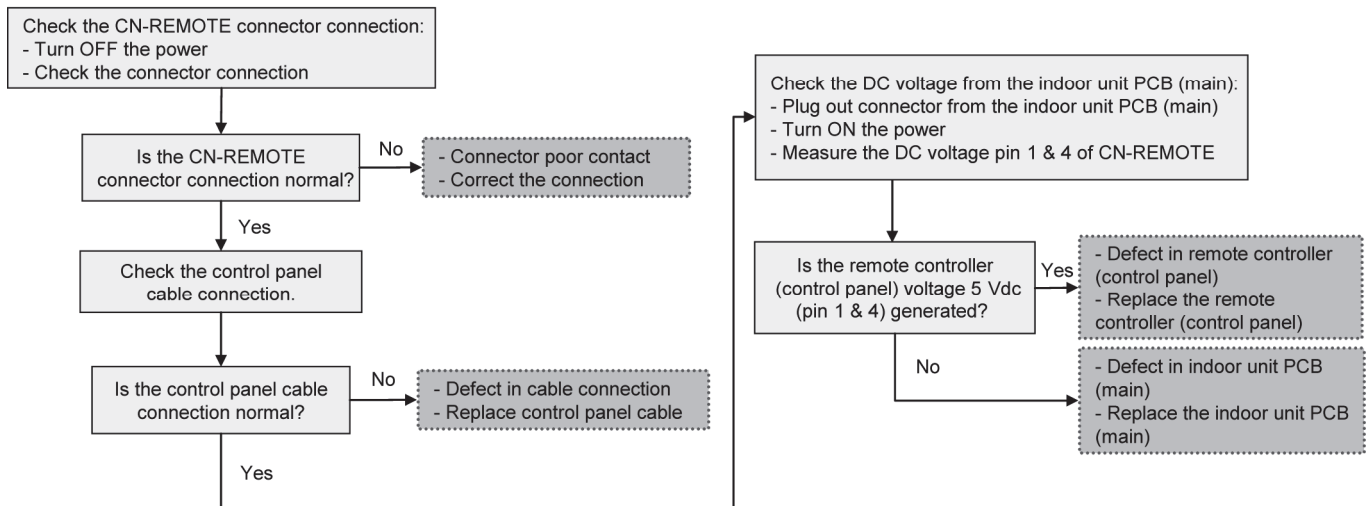 Check the CN-REMOTE connector connection:
- Turn OFF the power
- Check the connector connection
Is the CN-REMOTE
connector connection normal?
No
- Connector poor contact
- Correct the connection
Yes
Check the control panel
cable connection.
Is the control panel cable
connection normal?
No
- Defect in cable connection
- Replace control panel cable
Yes
Check the DC voltage from the indoor unit PCB (main):
- Plug out connector from the indoor unit PCB (main)
- Turn ON the power
- Measure the DC voltage pin 1 & 4 of CN-REMOTE
Is the remote controller
(control panel) voltage 5 Vdc
(pin 1 & 4) generated?
Yes
- Defect in remote controller
(control panel)
- Replace the remote
controller (control panel)
No
- Defect in indoor unit PCB
(main)
- Replace the indoor unit PCB
(main)